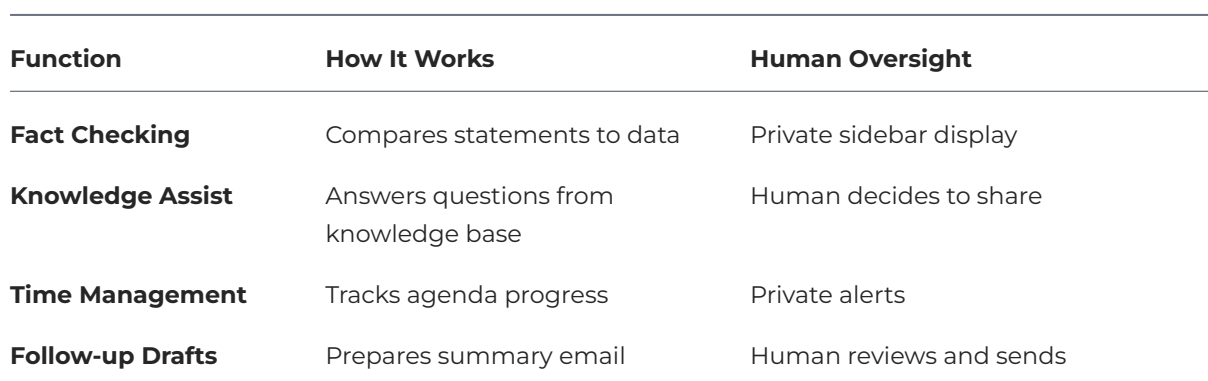 Function How It Works Human Oversight
Fact Checking Compares statements to data Private sidebar display
Knowledge Assist Answers questions from Human decides to share
knowledge base
Time Management Tracks agenda progress Private alerts
Follow-up Drafts Prepares summary email Human reviews and sends